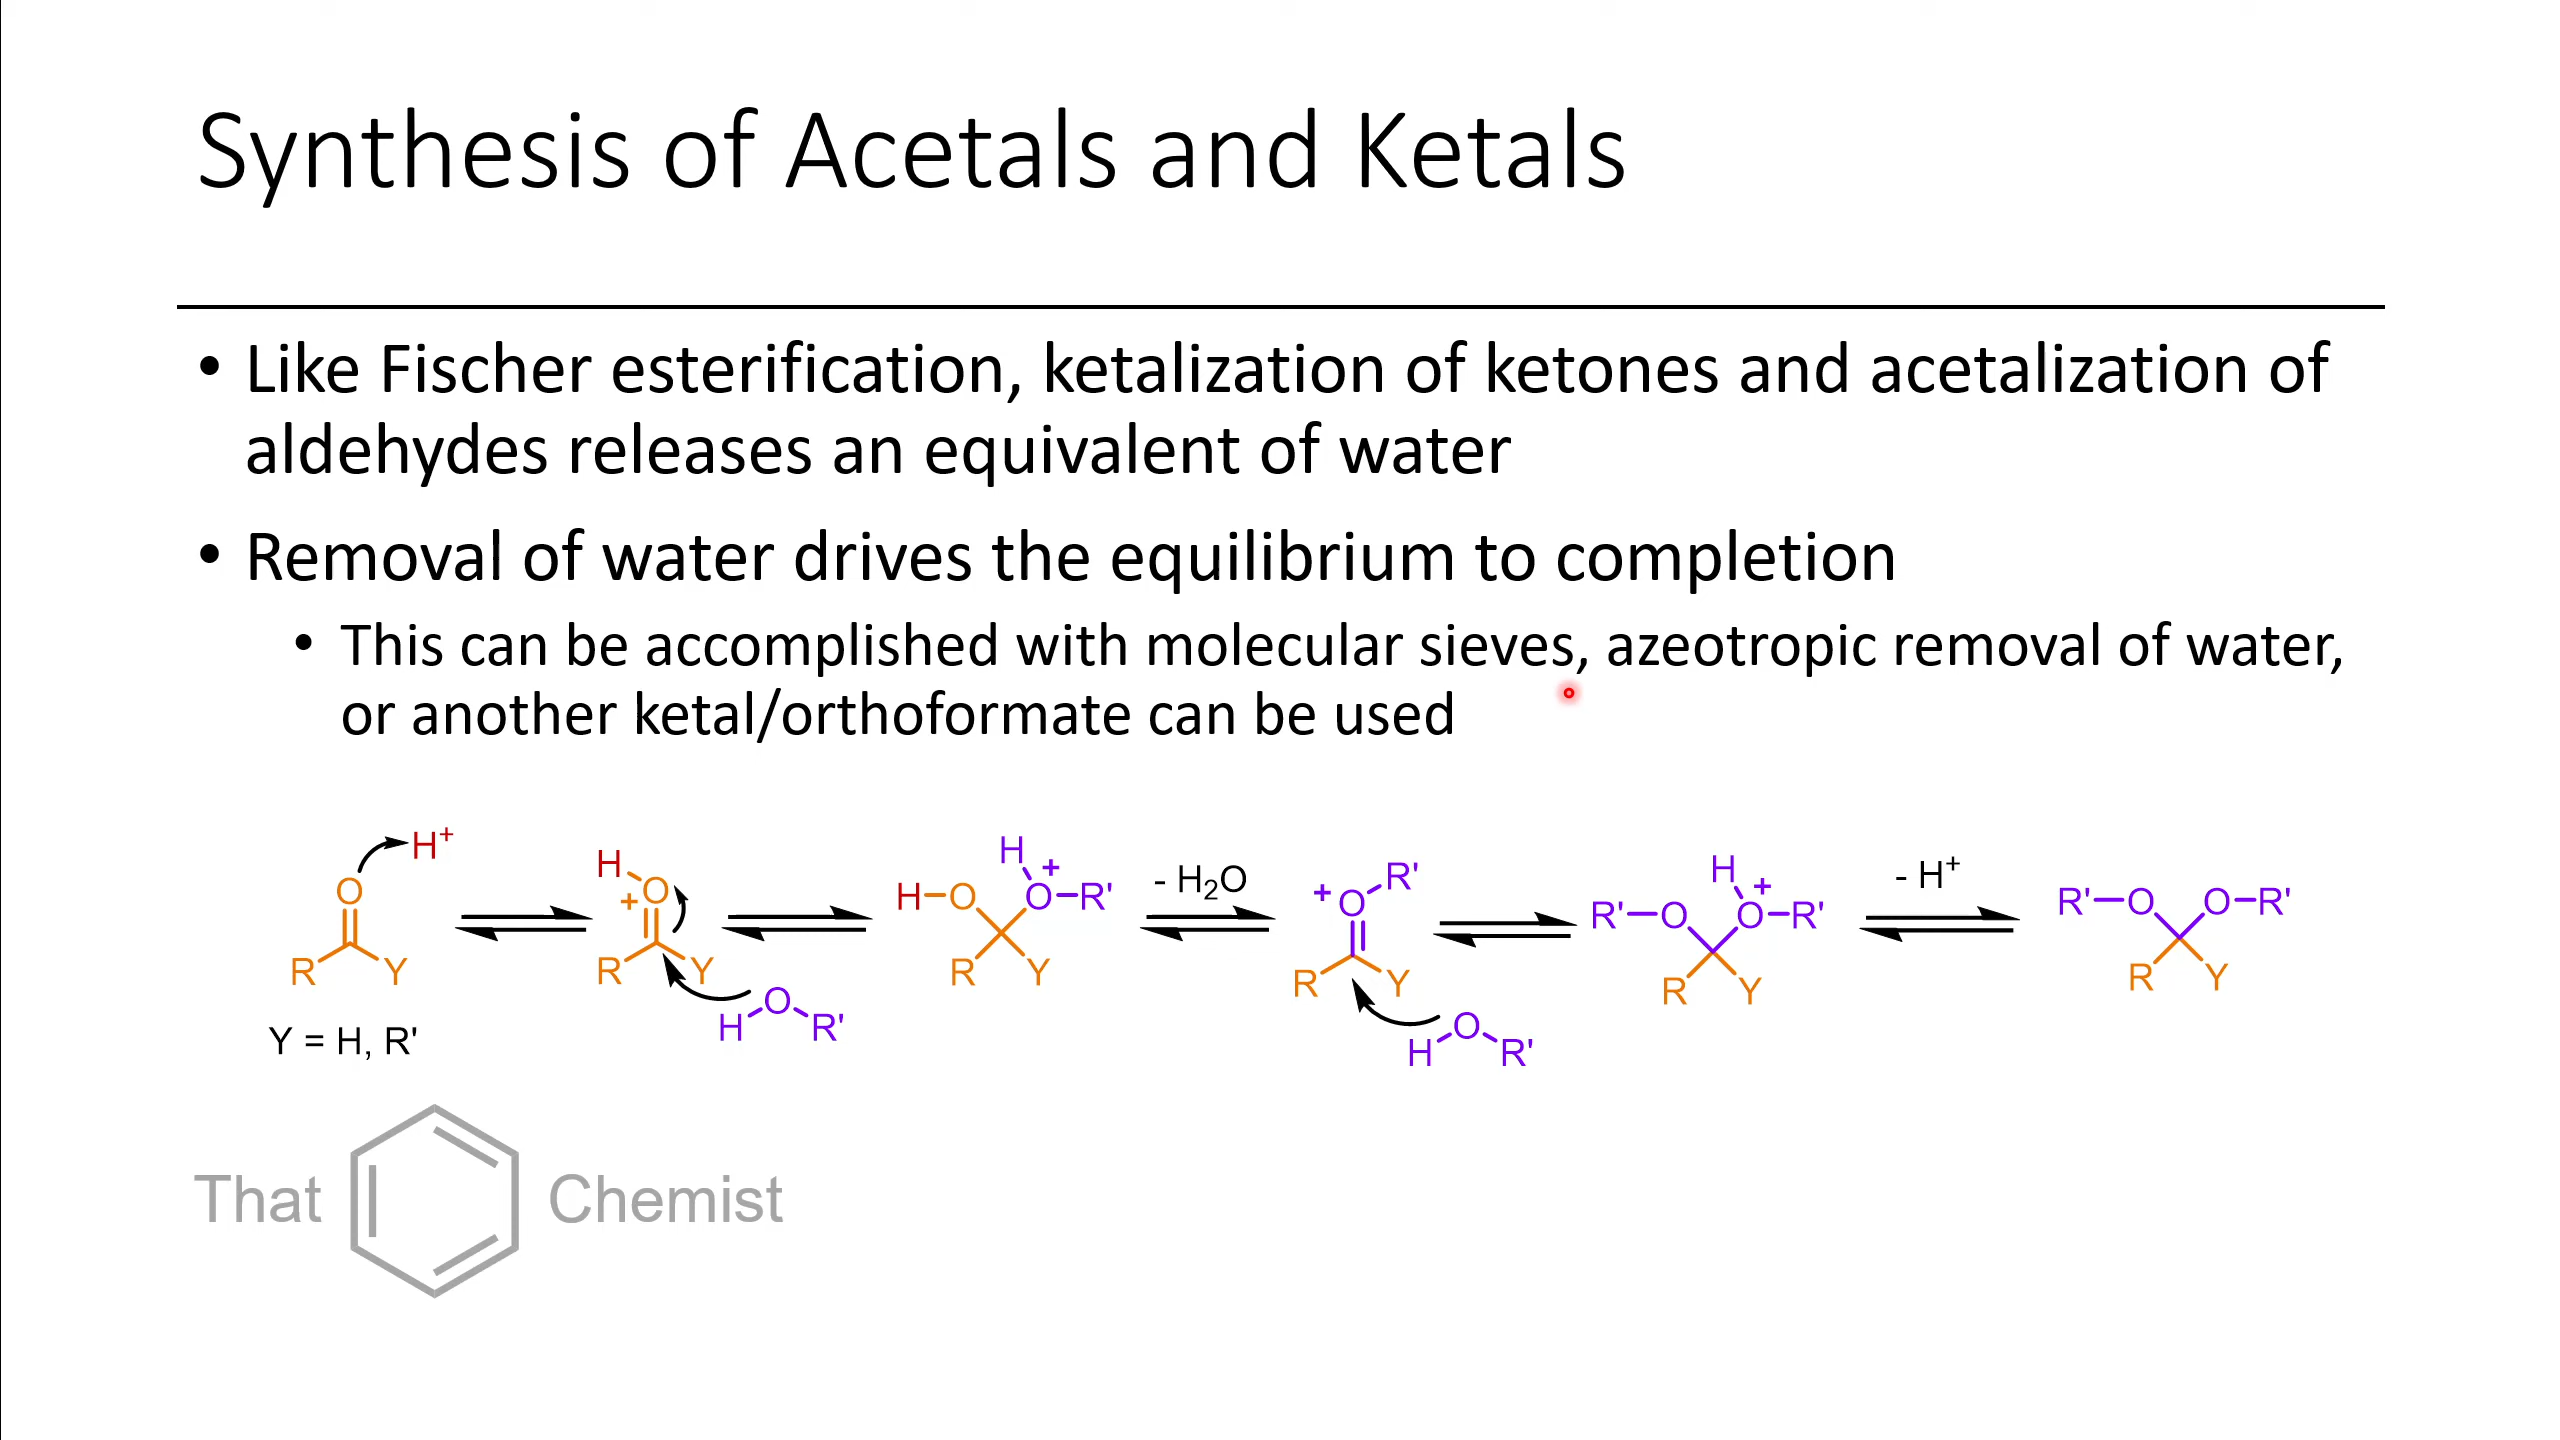 Synthesis of Acetals and Ketals
• Like Fischer esterification, ketalization of ketones and acetalization of
aldehydes releases an equivalent of water
• Removal of water drives the equilibrium to completion
• This can be accomplished with molecular sieves, azeotropic removal of water,
or another ketal/orthoformate can be used
O H+
R Y
Y = H, R'
H O +
R Y
H O R'
H–O H O + –R'
R Y
- H2O
+ O R'
R Y
H O R'
R'–O H O + –R'
R Y
- H+
R'–O O–R'
R Y
That Chemist